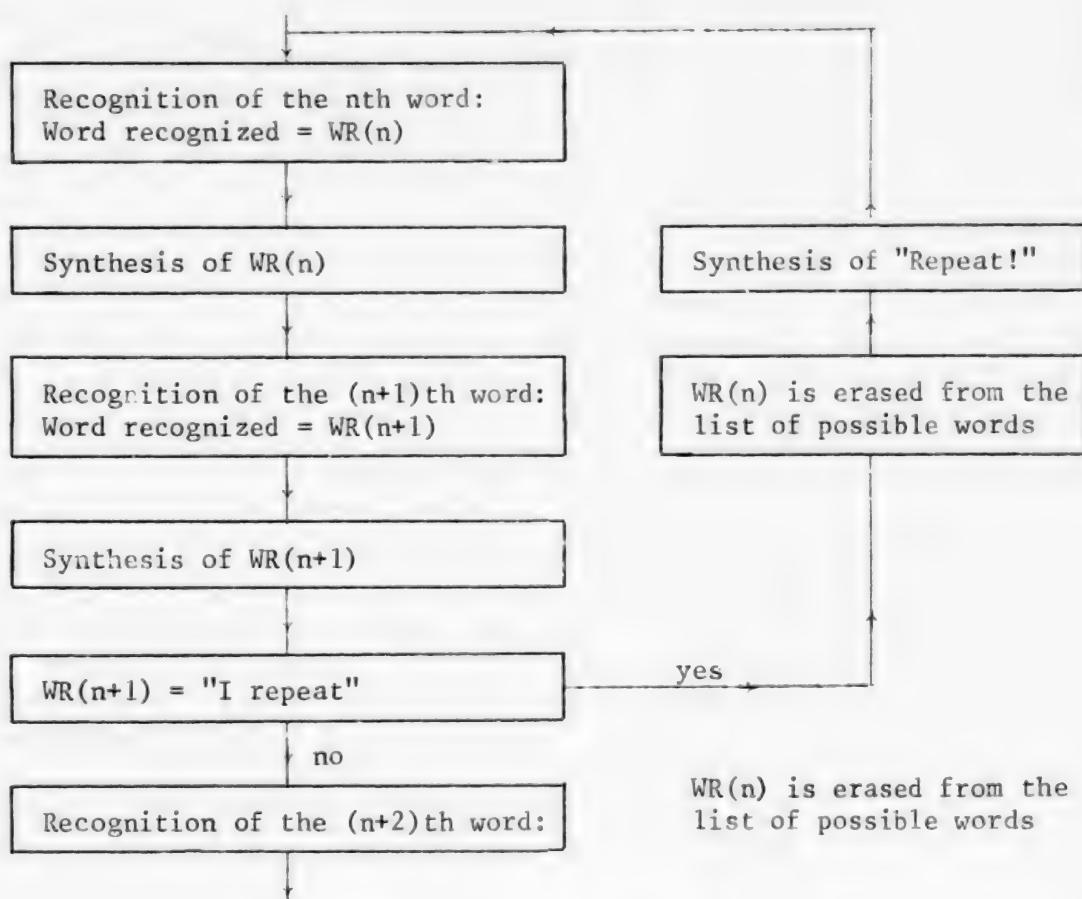 Recognition of the nth word:
Word recognized = WR(n)
Synthesis of WR(n)
Recognition of the (n+1)th word:
Word recognized = WR(n+1)
Synthesis of WR(n+1)
WR(n+1) = "I repeat"
yes
no
Recognition of the (n+2)th word:
Synthesis of "Repeat!"
WR(n) is erased from the
list of possible words
WR(n) is erased from the
list of possible words